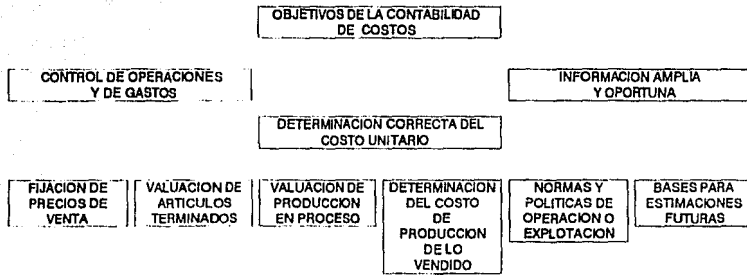 OBJETIVOS DE LA CONTABILIDAD
DE COSTOS
CONTROL DE OPERACIONES
Y DE GASTOS
INFORMACION AMPLIA
Y OPORTUNA
DETERMINACION CORRECTA DEL
COSTO UNITARIO
FIJACION DE
PRECIOS DE
VENTA
VALUACION DE
ARTICULOS
TERMINADOS
VALUACION DE
PRODUCCION
EN PROCESO
DETERMINACION
DEL COSTO
DE
PRODUCCION
DE LO
VENDIDO
NORMAS Y
POLITICAS DE
OPERACION O
EXPLOTACION
BASES PARA
ESTIMACIONES
FUTURAS